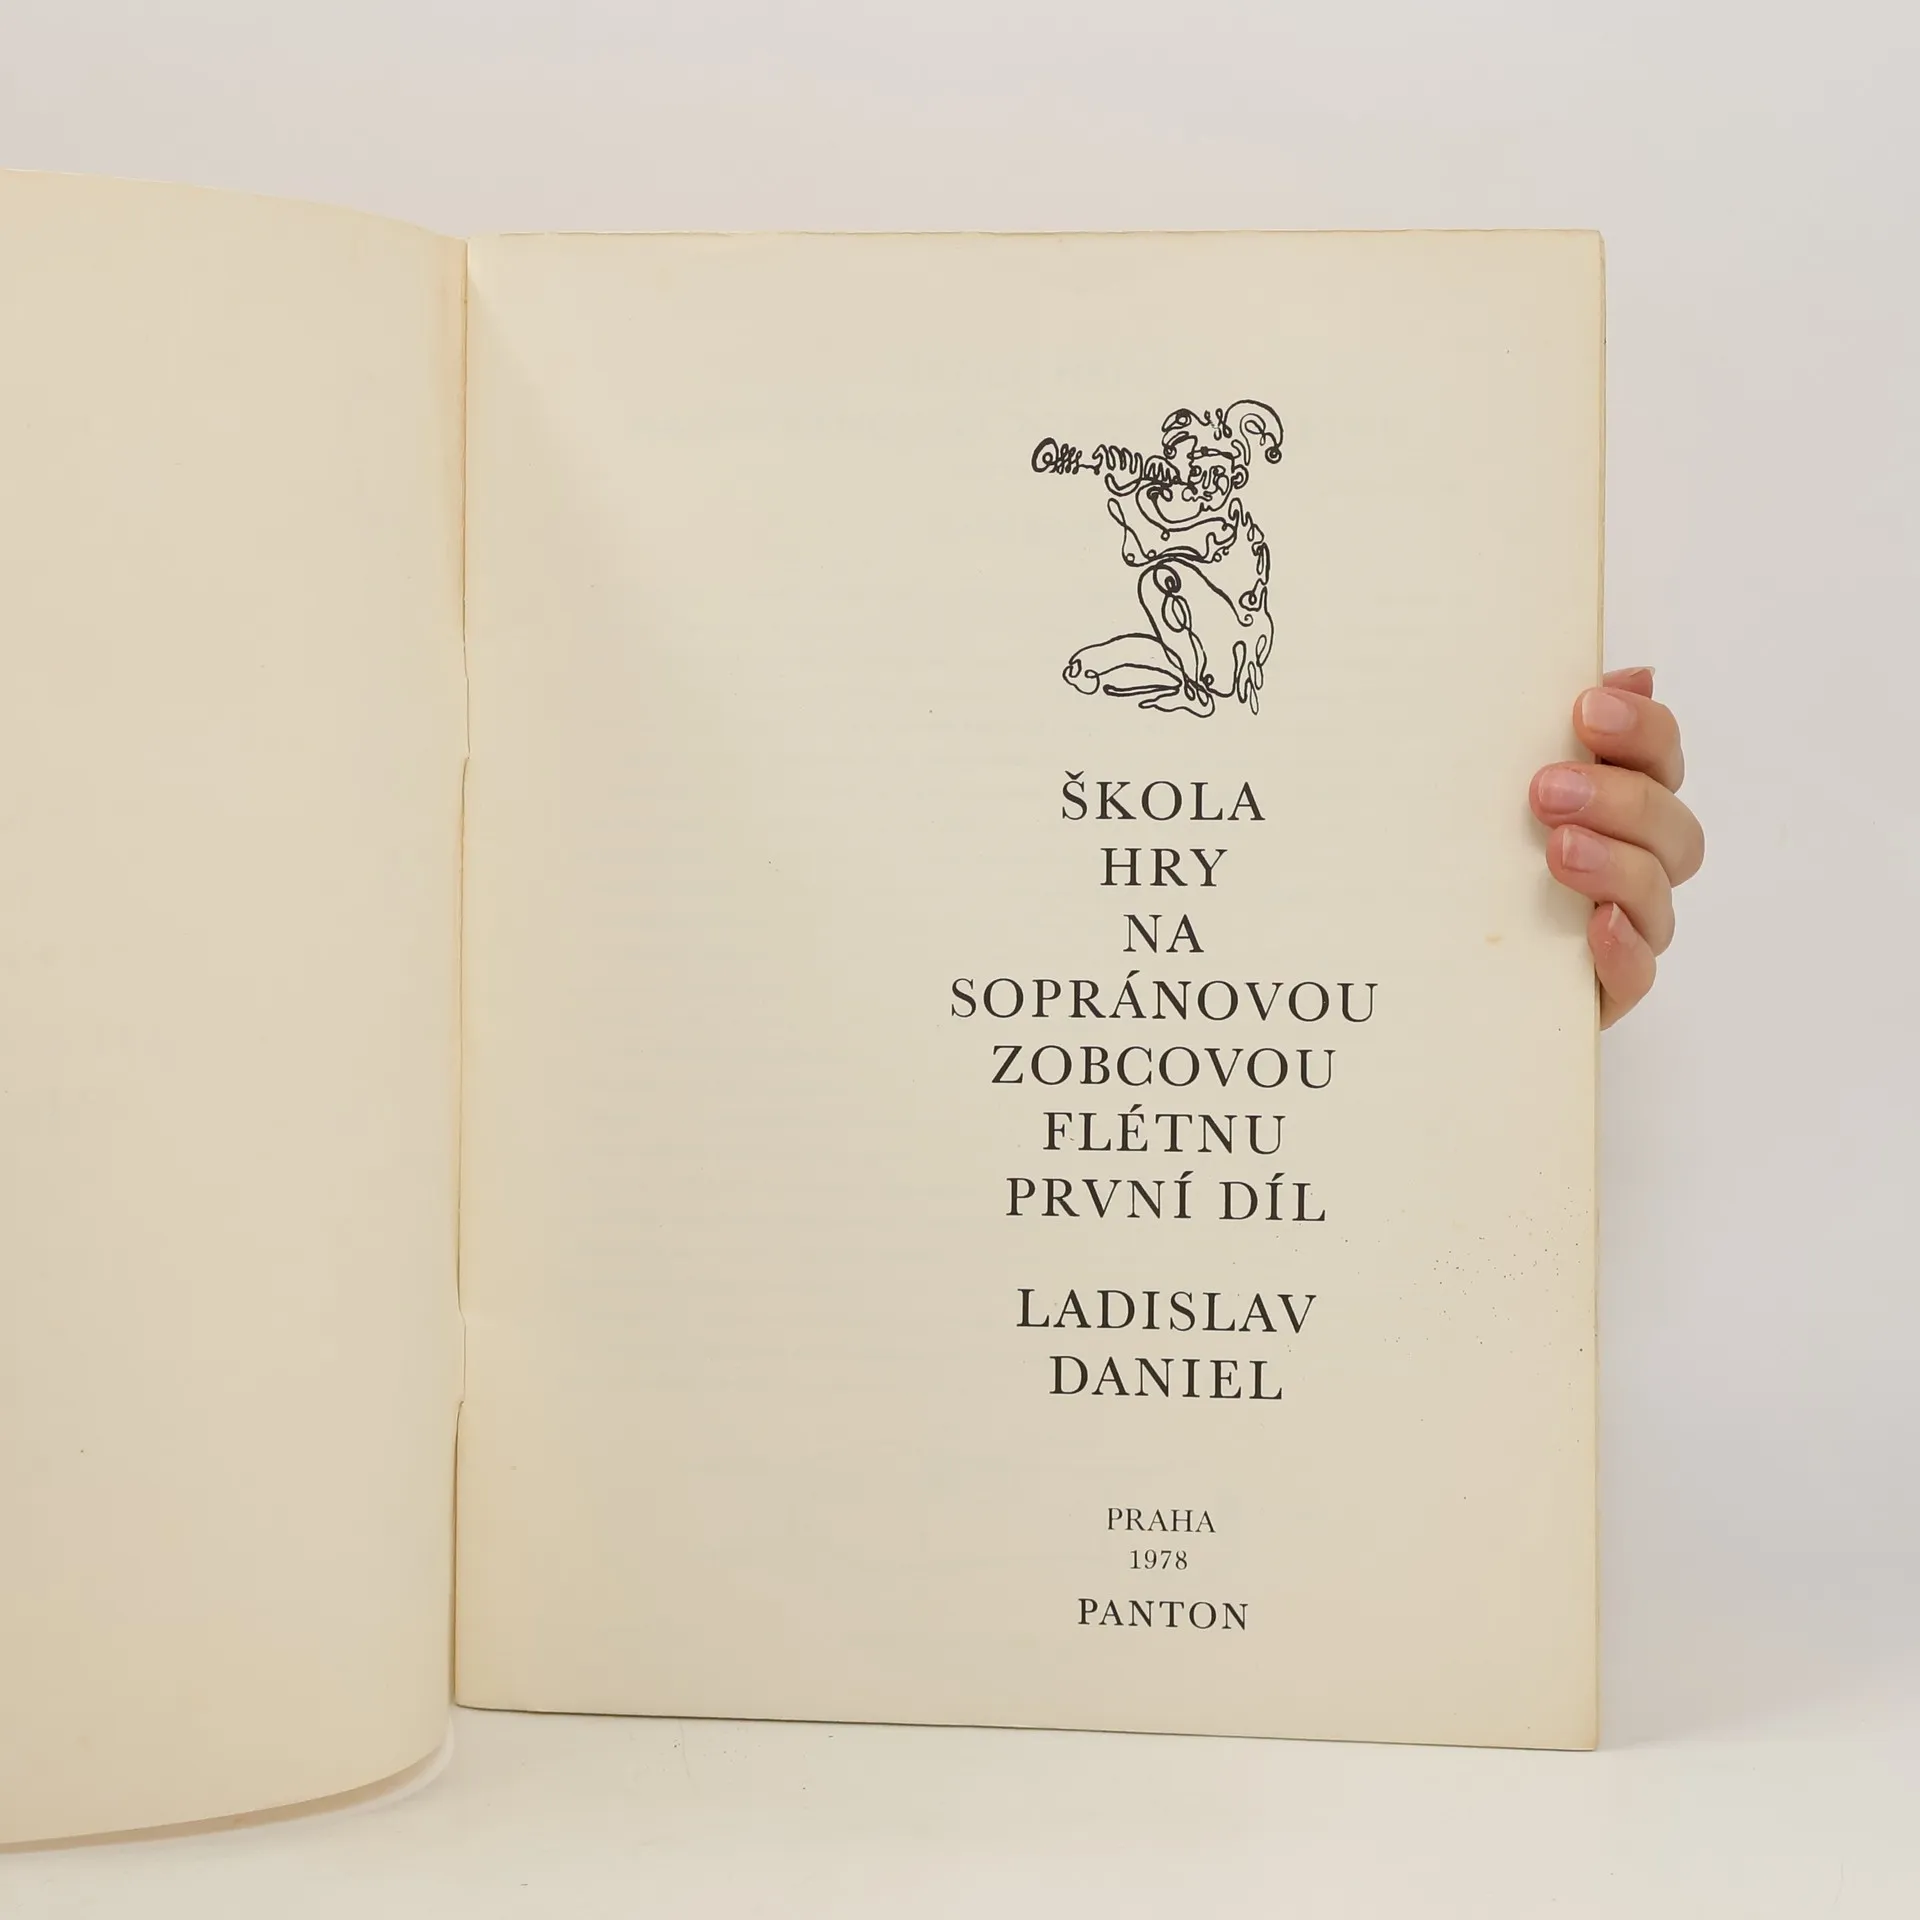 ŠKOLA
HRY
NA
SOPRÁNOVOU
ZOBCOVOU
FLÉTNU
PRVNÍ DÍL
LADISLAV
DANIEL
PRAHA
1978
PANTON